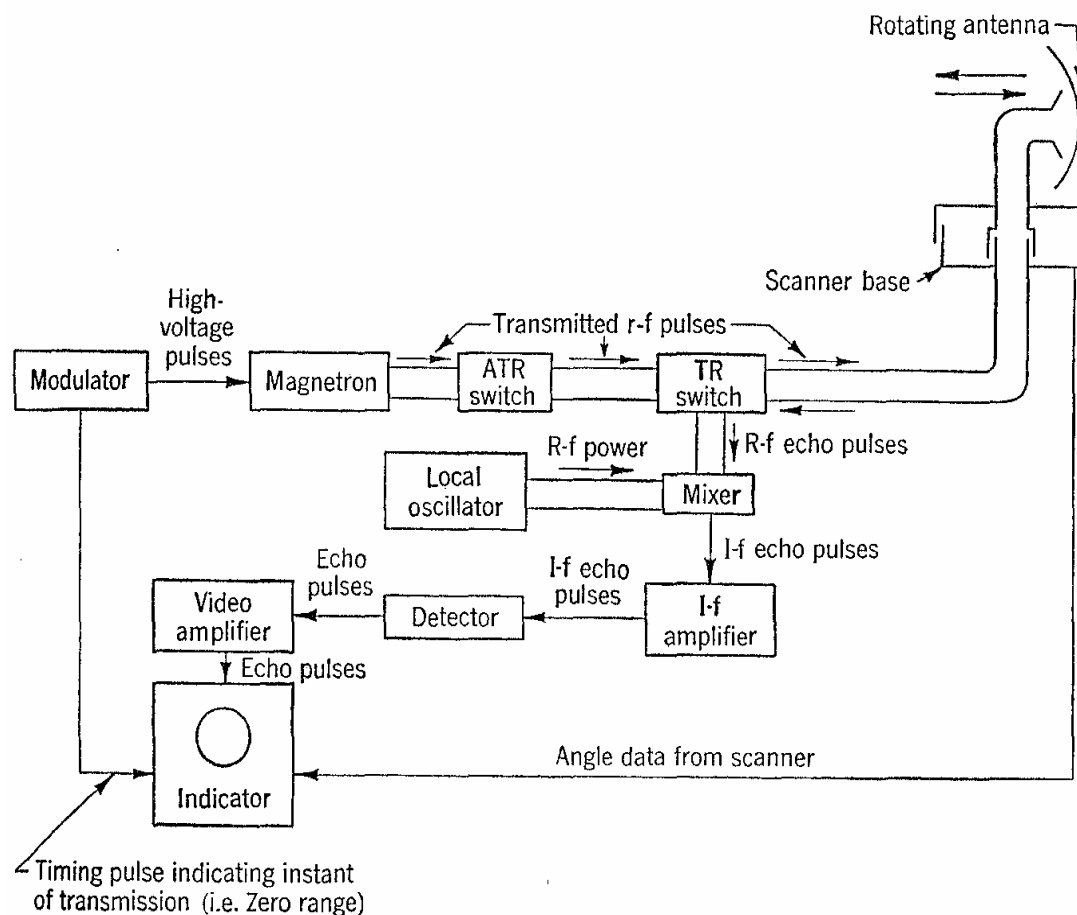 Rotating antenna
Scanner base
High-
voltage
pulses
Transmitted r-f pulses
Modulator
Magnetron
ATR
switch
TR
switch
R-f echo pulses
R-f power
Local
oscillator
Mixer
I-f echo pulses
Echo
pulses
I-f echo
pulses
Video
amplifier
Detector
I-f
amplifier
Echo pulses
Angle data from scanner
Indicator
Timing pulse indicating instant
of transmission (i.e. Zero range)